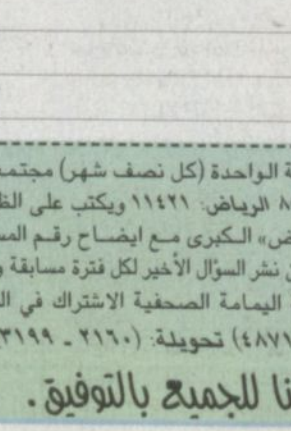 ة الواحدة (كل نصف شهر) مجتمع
٨ الرياض: ١١٤٢١ ويكتب على الظ
ض» الكبرى مع ايضاح رقم المس
ن نشر السؤال الأخير لكل فترة مسابقة و
اليمامة الصحفية الاشتراك في ال
(٤٨٧١ تحويلة: (٢١٦٠ ـ ٣١٩٩
نا للجميع بالتوفيق .